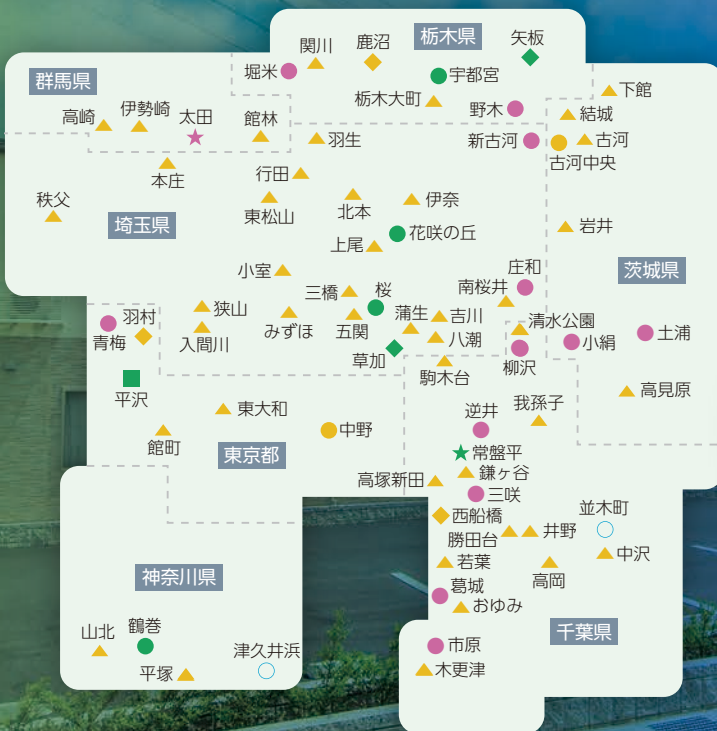 栃木県
関川
鹿沼
矢板
堀米
宇都宮
栃木大町
野木
群馬県
高崎
伊勢崎
太田
館林
下館
結城
新古河
古河
古河中央
羽生
本庄
行田
秩父
東松山
北本
伊奈
埼玉県
上尾
花咲の丘
岩井
茨城県
小室
三橋
桜
庄和
南桜井
狭山
みずほ
五関
蒲生
吉川
清水公園
土浦
羽村
青梅
入間川
草加
八潮
柳沢
小絹
駒木台
平沢
東大和
高見原
我孫子
逆井
館町
中野
東京都
常盤平
高塚新田
鎌ヶ谷
三咲
西船橋
並木町
勝田台
井野
中沢
若葉
高岡
神奈川県
葛城
おゆみ
千葉県
山北
鶴巻
津久井浜
市原
平塚
木更津